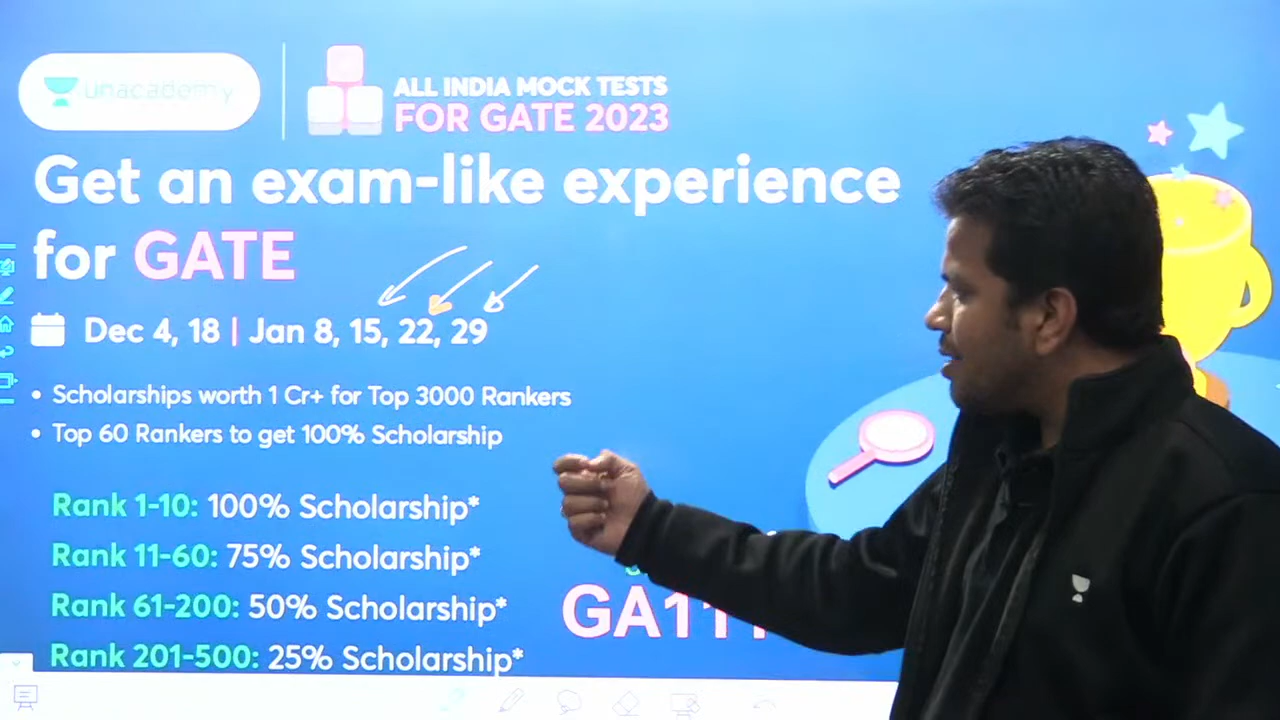 unacademy
ALL INDIA MOCK TESTS
FOR GATE 2023
Get an exam-like experience
for GATE
Dec 4, 18 | Jan 8, 15, 22, 29
• Scholarships worth 1 Cr+ for Top 3000 Rankers
• Top 60 Rankers to get 100% Scholarship
Rank 1-10: 100% Scholarship*
Rank 11-60: 75% Scholarship*
Rank 61-200: 50% Scholarship*
Rank 201-500: 25% Scholarship*